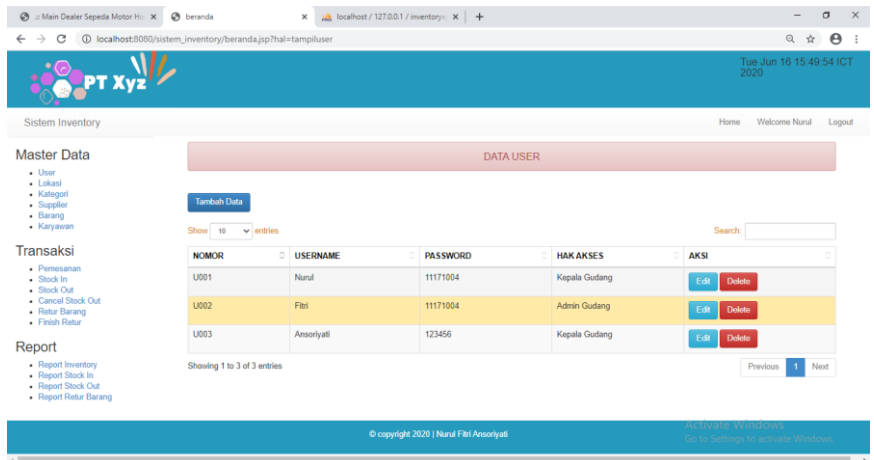 .:: Main Dealer Sepeda Motor Ho
beranda
localhost / 127.0.0.1 / inventory
localhost:8080/sistem_inventory/beranda.jsp?hal=tampiluser
PT Xyz
Tue Jun 16 15:49:54 ICT
2020
Sistem Inventory
Home Welcome Nurul Logout
Master Data
User
Lokasi
Kategori
Supplier
Barang
Karyawan
Transaksi
Pemesanan
Stock In
Stock Out
Cancel Stock Out
Retur Barang
Finish Retur
Report
Report Inventory
Report Stock In
Report Stock Out
Report Retur Barang
DATA USER
Tambah Data
Show 10 entries
Search:
NOMOR USERNAME PASSWORD HAK AKSES AKSI
U001 Nurul 11171004 Kepala Gudang Edit Delete
U002 Fitri 11171004 Admin Gudang Edit Delete
U003 Ansoriyati 123456 Kepala Gudang Edit Delete
Showing 1 to 3 of 3 entries
Previous 1 Next
© copyright 2020 | Nurul Fitri Ansoriyati
Activate Windows
Go to Settings to activate Windows.